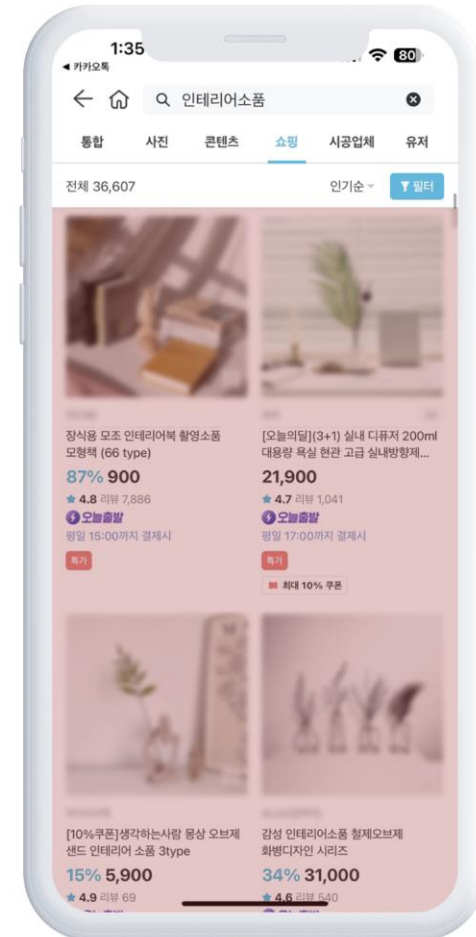 1:35
80
◀ 카카오톡
인테리어소품
통합 사진 콘텐츠 쇼핑 시공업체 유저
전체 36,607 인기순 필터
장식용 모조 인테리어북 촬영소품
모형책 (66 type)
87% 900
★ 4.8 리뷰 7,886
오늘출발
평일 15:00까지 결제시
특가
[오늘의딜](3+1) 실내 디퓨저 200ml
대용량 욕실 현관 고급 실내방향제...
21,900
★ 4.7 리뷰 1,041
오늘출발
평일 17:00까지 결제시
특가
최대 10% 쿠폰
[10%쿠폰]생각하는사람 몽상 오브제
샌드 인테리어 소품 3type
15% 5,900
★ 4.9 리뷰 69
감성 인테리어소품 철제오브제
화병디자인 시리즈
34% 31,000
★ 4.6 리뷰 540